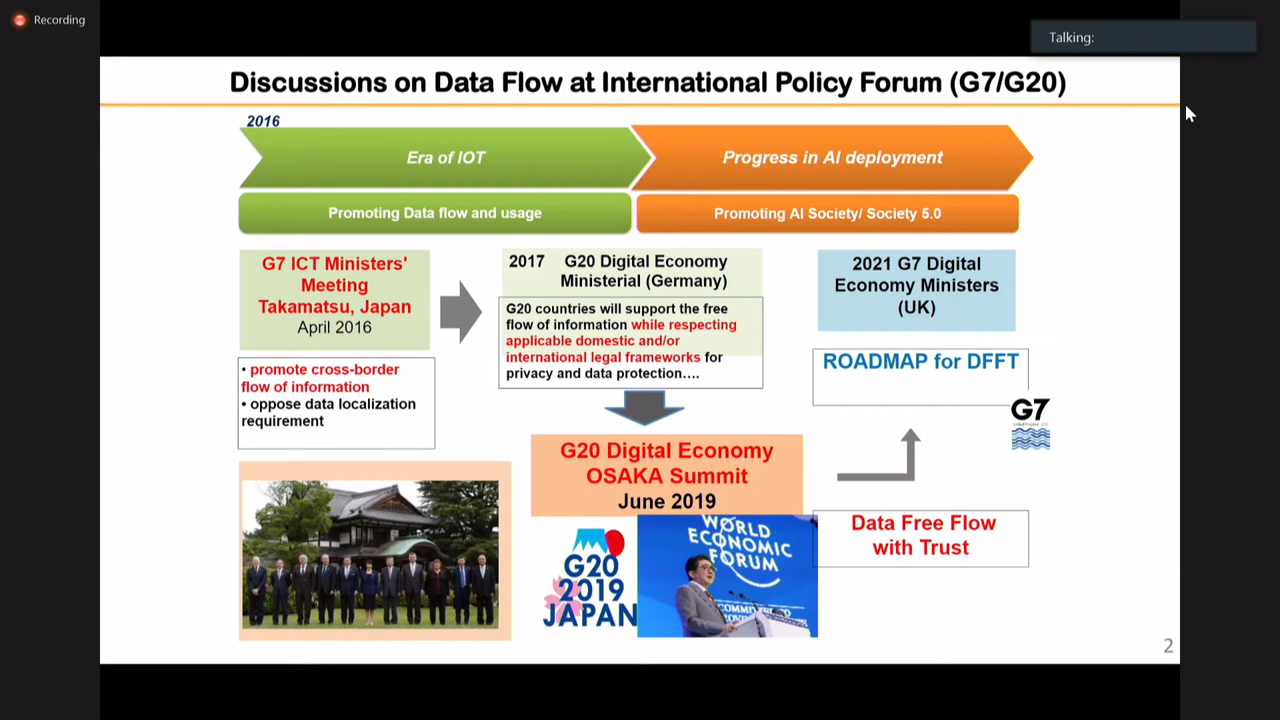 Recording
Talking:
Discussions on Data Flow at International Policy Forum (G7/G20)
2016
Era of IOT
Progress in AI deployment
Promoting Data flow and usage
Promoting AI Society/ Society 5.0
G7 ICT Ministers'
Meeting
Takamatsu, Japan
April 2016
• promote cross-border
flow of information
• oppose data localization
requirement
2017 G20 Digital Economy
Ministerial (Germany)
G20 countries will support the free
flow of information while respecting
applicable domestic and/or
international legal frameworks for
privacy and data protection….
G20 Digital Economy
OSAKA Summit
June 2019
G20
2019
JAPAN
WORLD
ECONOMIC
FORUM
COMMITTED TO
2021 G7 Digital
Economy Ministers
(UK)
ROADMAP for DFFT
G7
Data Free Flow
with Trust
2